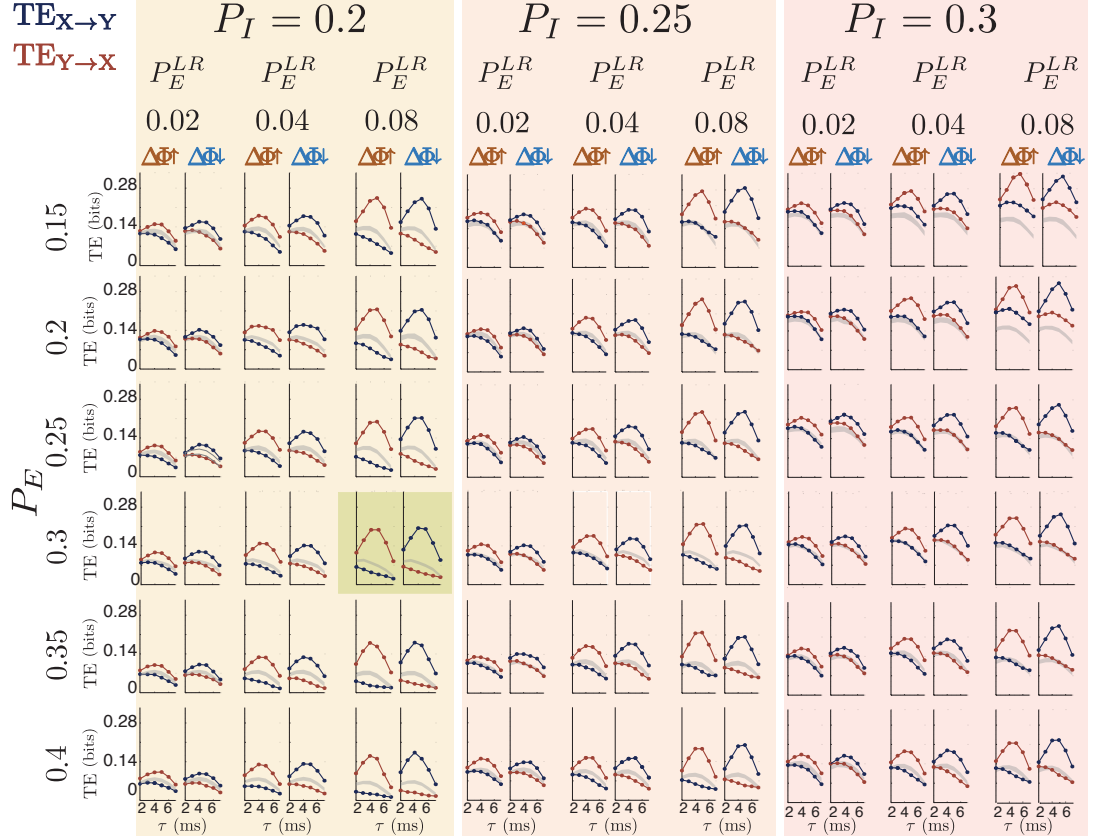 TE_{X→Y} P_I = 0.2 P_I = 0.25 P_I = 0.3
TE_{Y→X}
P_E^{LR} P_E^{LR} P_E^{LR} P_E^{LR} P_E^{LR} P_E^{LR} P_E^{LR} P_E^{LR} P_E^{LR}
0.02 0.04 0.08 0.02 0.04 0.08 0.02 0.04 0.08
ΔΦ↑ ΔΦ↓ ΔΦ↑ ΔΦ↓ ΔΦ↑ ΔΦ↓ ΔΦ↑ ΔΦ↓ ΔΦ↑ ΔΦ↓ ΔΦ↑ ΔΦ↓ ΔΦ↑ ΔΦ↓ ΔΦ↑ ΔΦ↓ ΔΦ↑ ΔΦ↓
P_E
0.15
TE (bits)
0.28
0.14
0
0.2
TE (bits)
0.28
0.14
0
0.25
TE (bits)
0.28
0.14
0
0.3
TE (bits)
0.28
0.14
0
0.35
TE (bits)
0.28
0.14
0
0.4
TE (bits)
0.28
0.14
0
2 4 6 2 4 6 2 4 6 2 4 6 2 4 6 2 4 6 2 4 6 2 4 6 2 4 6 2 4 6 2 4 6 2 4 6 2 4 6 2 4 6 2 4 6 2 4 6 2 4 6 2 4 6
τ (ms) τ (ms) τ (ms) τ (ms) τ (ms) τ (ms) τ (ms) τ (ms) τ (ms)